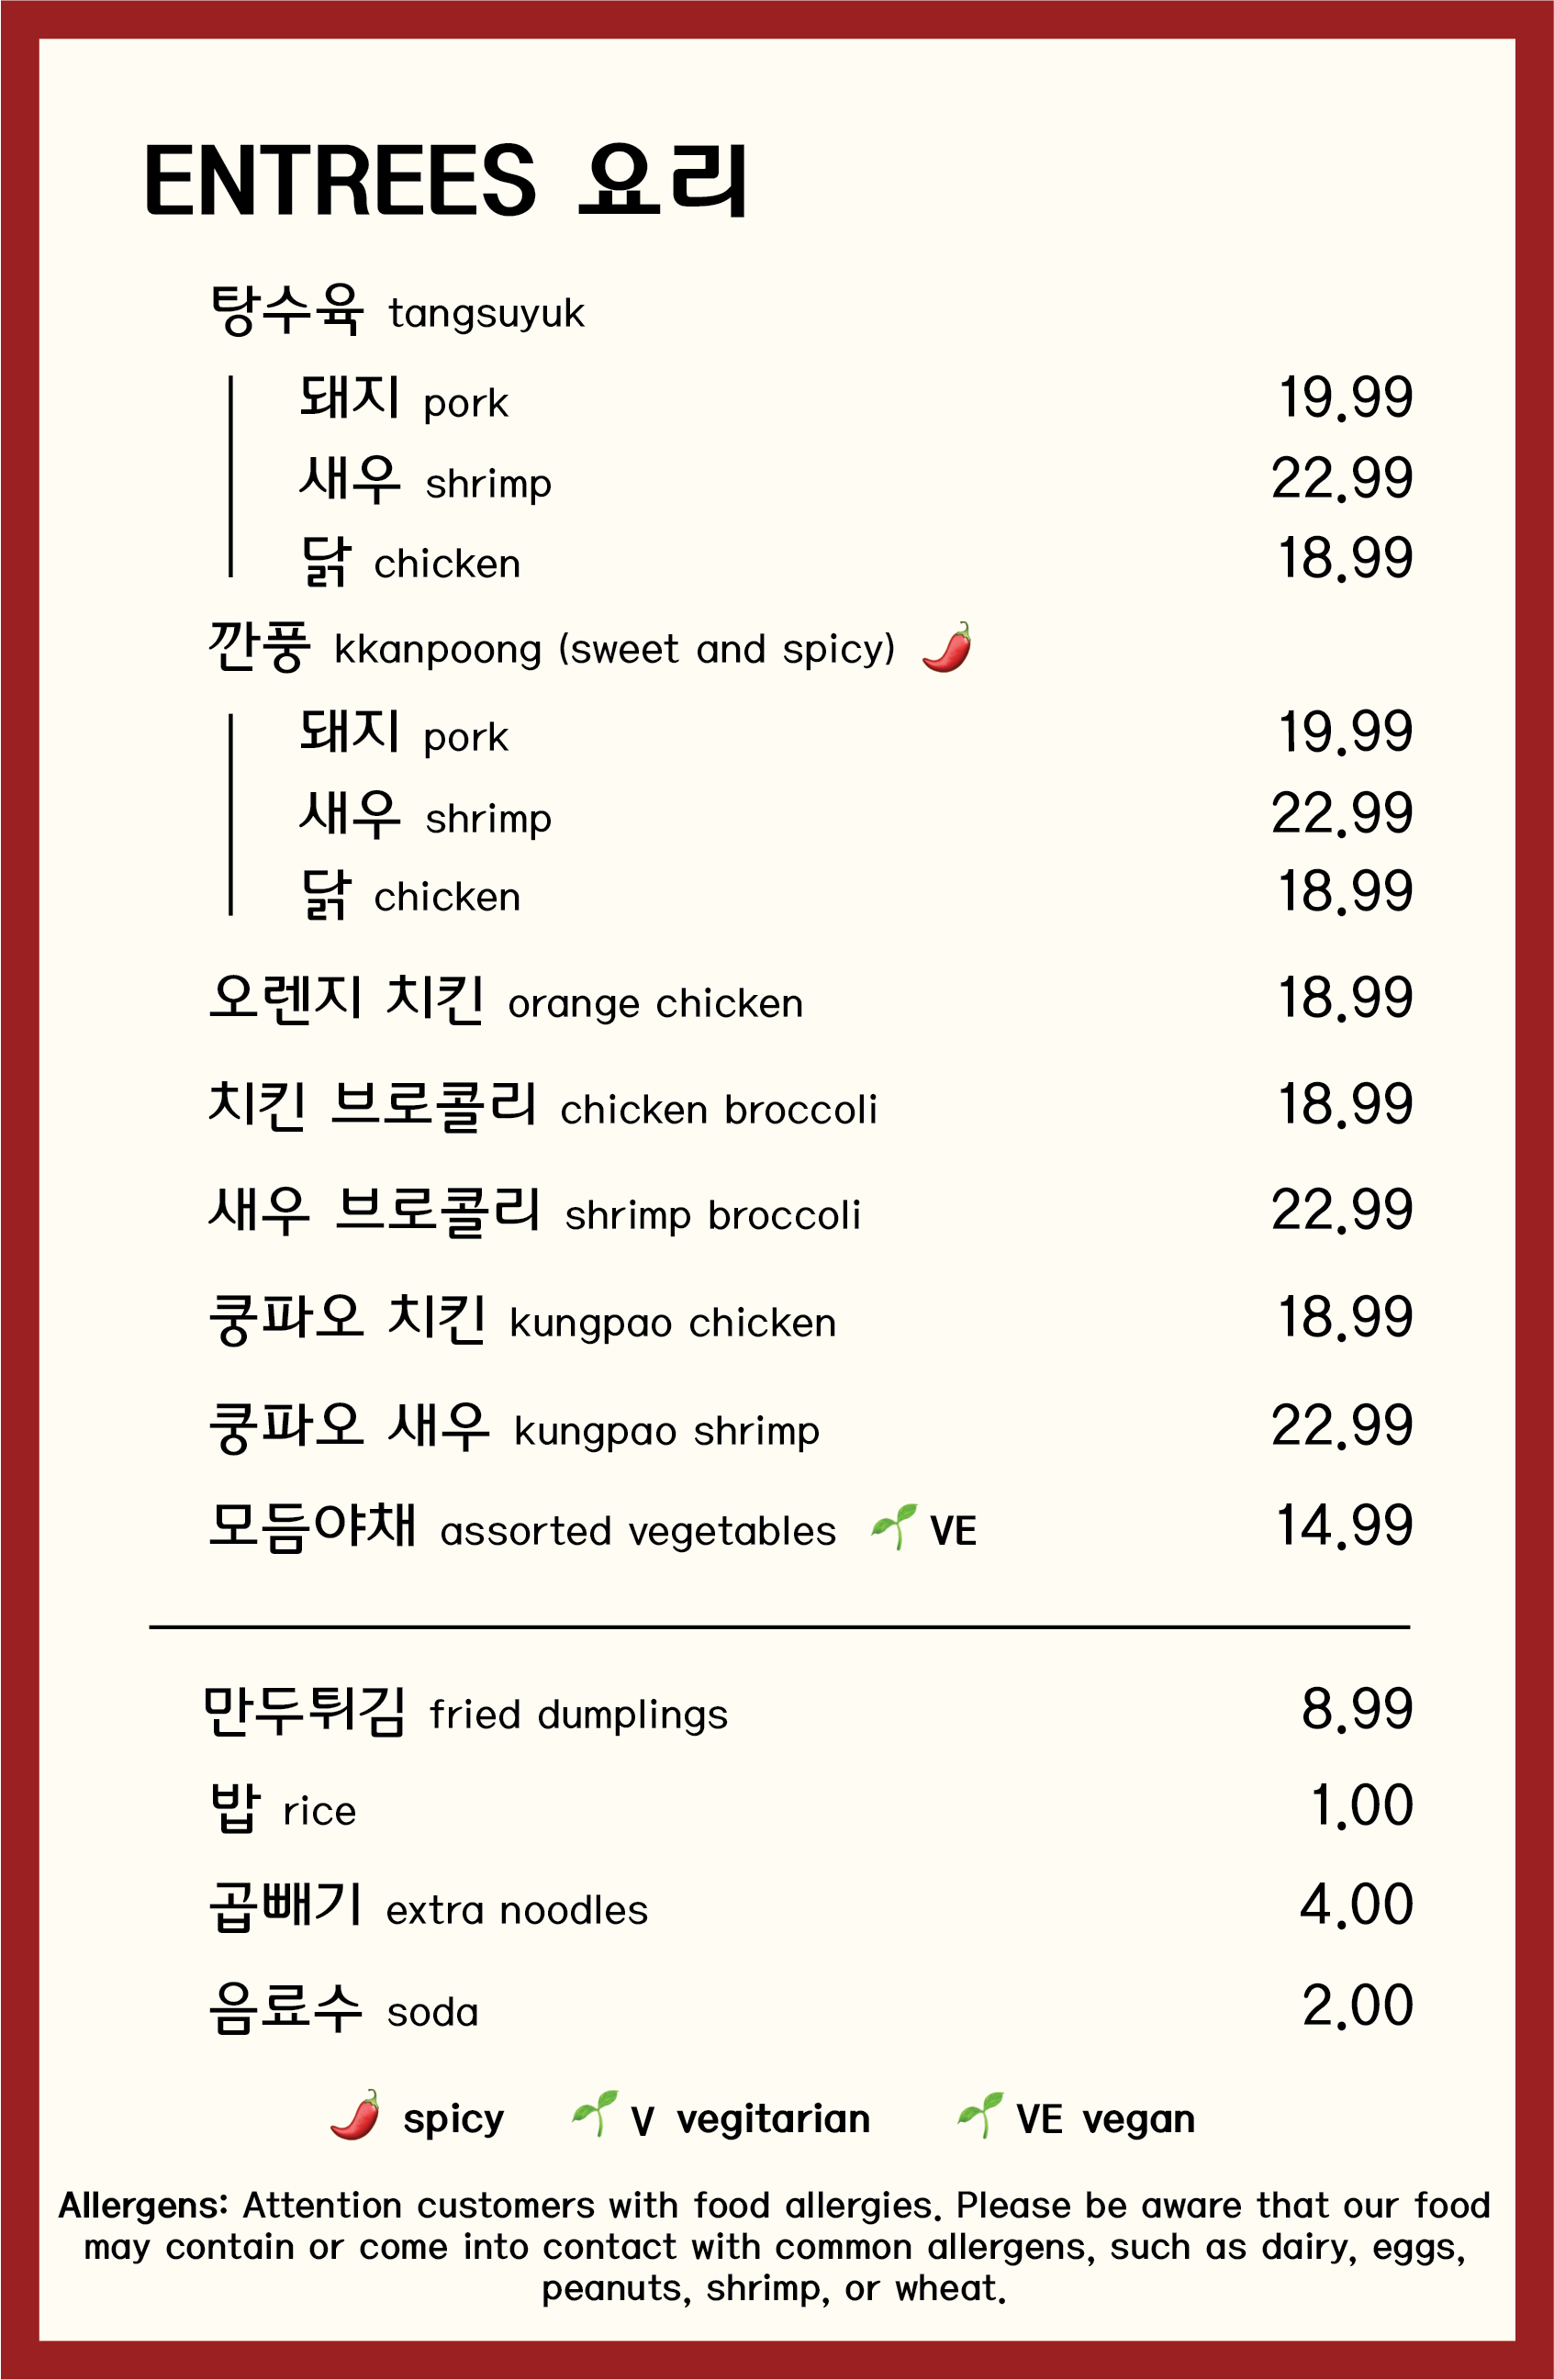 ENTREES 요리
탕수육 tangsuyuk
돼지 pork 19.99
새우 shrimp 22.99
닭 chicken 18.99
깐풍 kkanpoong (sweet and spicy)
돼지 pork 19.99
새우 shrimp 22.99
닭 chicken 18.99
오렌지 치킨 orange chicken 18.99
치킨 브로콜리 chicken broccoli 18.99
새우 브로콜리 shrimp broccoli 22.99
쿵파오 치킨 kungpao chicken 18.99
쿵파오 새우 kungpao shrimp 22.99
모듬야채 assorted vegetables VE 14.99
만두튀김 fried dumplings 8.99
밥 rice 1.00
곱빼기 extra noodles 4.00
음료수 soda 2.00
spicy V vegitarian VE vegan
Allergens: Attention customers with food allergies. Please be aware that our food
may contain or come into contact with common allergens, such as dairy, eggs,
peanuts, shrimp, or wheat.